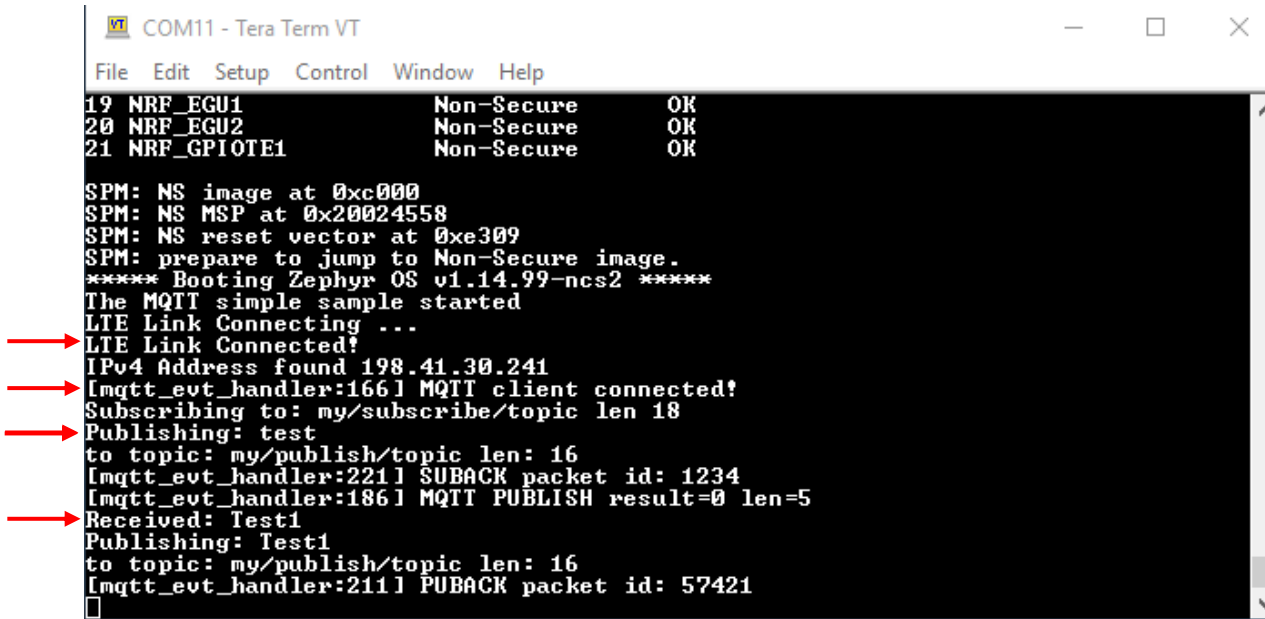 VT COM11 - Tera Term VT
File Edit Setup Control Window Help
19 NRF_EGU1 Non-Secure OK
20 NRF_EGU2 Non-Secure OK
21 NRF_GPIOTE1 Non-Secure OK
SPM: NS image at 0xc000
SPM: NS MSP at 0x20024558
SPM: NS reset vector at 0xe309
SPM: prepare to jump to Non-Secure image.
***** Booting Zephyr OS v1.14.99-ncs2 *****
The MQTT simple sample started
LTE Link Connecting ...
LTE Link Connected!
IPv4 Address found 198.41.30.241
[mqtt_evt_handler:166] MQTT client connected!
Subscribing to: my/subscribe/topic len 18
Publishing: test
to topic: my/publish/topic len: 16
[mqtt_evt_handler:221] SUBACK packet id: 1234
[mqtt_evt_handler:186] MQTT PUBLISH result=0 len=5
Received: Test1
Publishing: Test1
to topic: my/publish/topic len: 16
[mqtt_evt_handler:211] PUBACK packet id: 57421